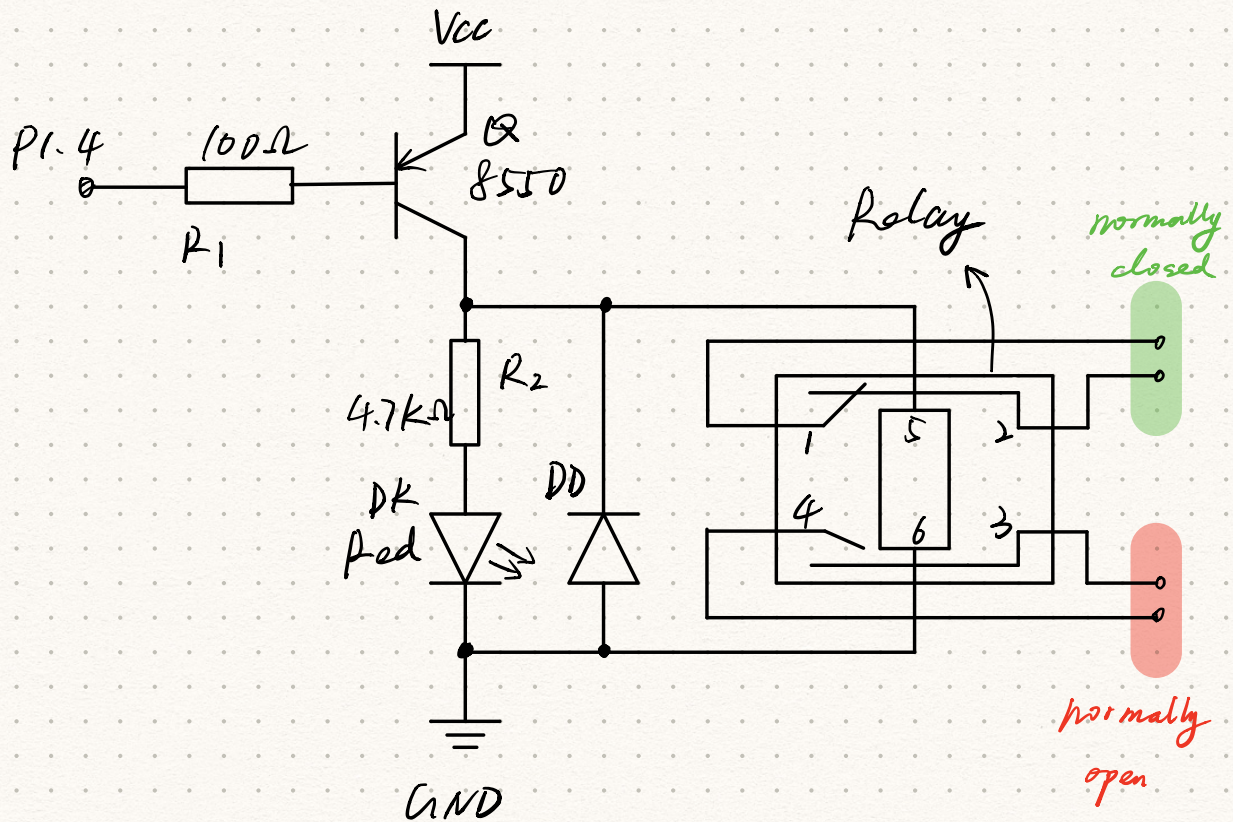 Vcc
P1.4
100Ω
Q
8550
R1
Relay
normally
closed
R2
4.7kΩ
5
2
1
DK
Red
DD
4
6
3
GND
normally
open